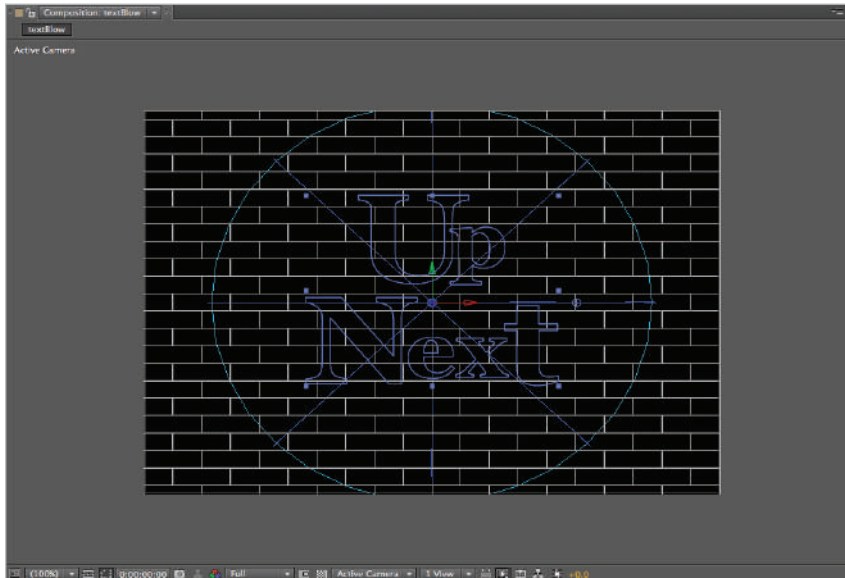 Composition: textBlow
textBlow
Active Camera
Up
Next
(100%) 0:00:00:00 Full Active Camera 1 View +0.0